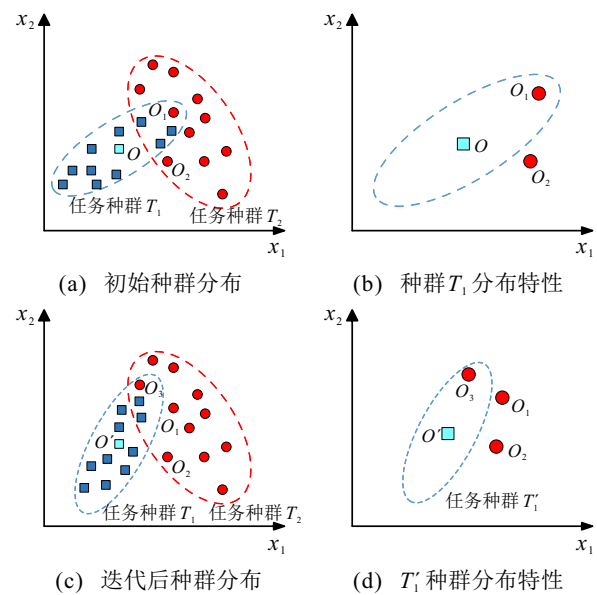 x₂
O₁
O
O₂
任务种群 T₁
任务种群 T₂
x₁
(a) 初始种群分布
x₂
O₁
O
O₂
x₁
(b) 种群 T₁ 分布特性
x₂
O₃
O₁
O′
O₂
任务种群 T₁ 任务种群 T₂
x₁
(c) 迭代后种群分布
x₂
O₃
O₁
O′
O₂
任务种群 T₁′
x₁
(d) T₁′ 种群分布特性